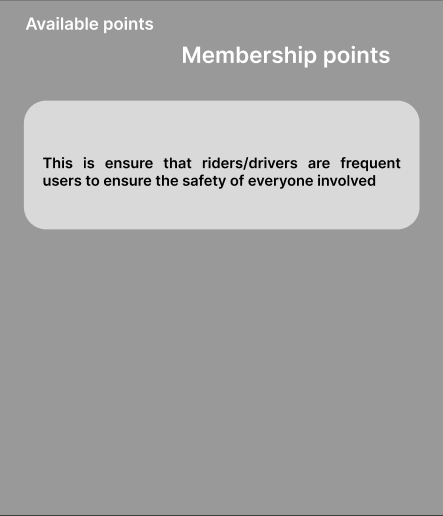 Available points
Membership points
This is ensure that riders/drivers are frequent
users to ensure the safety of everyone involved